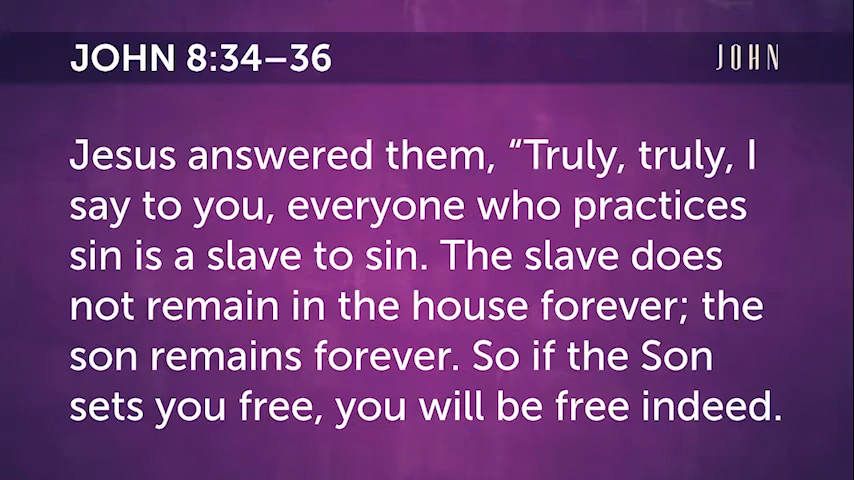 JOHN 8:34–36
JOHN
Jesus answered them, “Truly, truly, I
say to you, everyone who practices
sin is a slave to sin. The slave does
not remain in the house forever; the
son remains forever. So if the Son
sets you free, you will be free indeed.